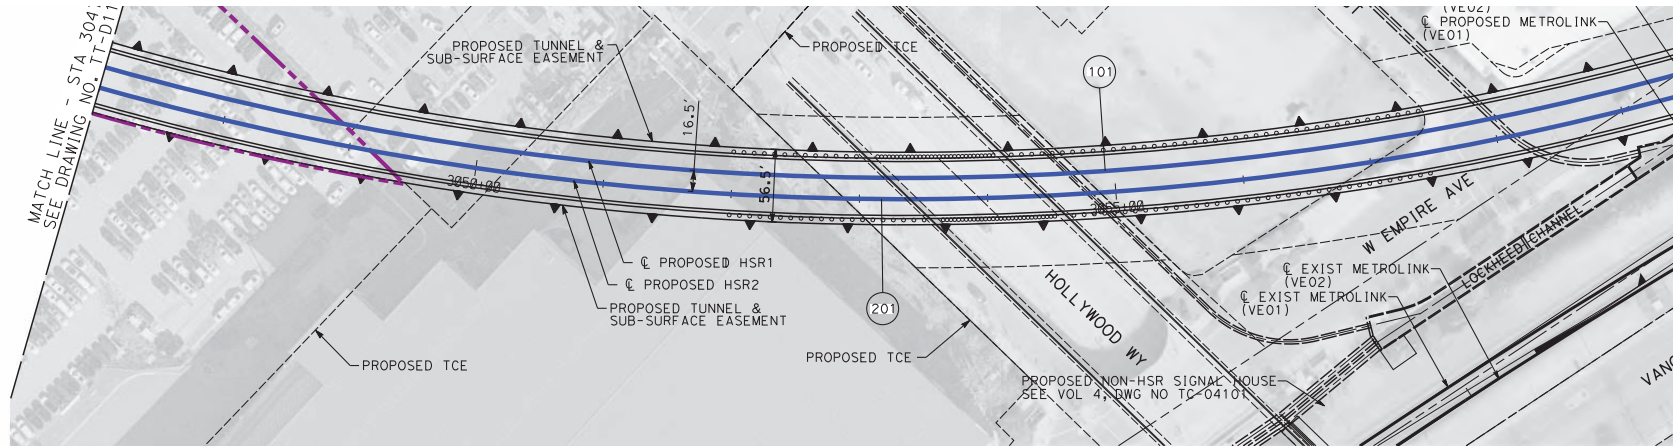 MATCH LINE - STA 304
SEE DRAWING NO. TT-D11
PROPOSED TUNNEL &
SUB-SURFACE EASEMENT
PROPOSED TCE
101
(VE02)
℄ PROPOSED METROLINK
(VE01)
16.5'
56.5'
3050+00
3055+00
W EMPIRE AVE
LOCKHEED CHANNEL
℄ PROPOSED HSR1
℄ PROPOSED HSR2
PROPOSED TUNNEL &
SUB-SURFACE EASEMENT
201
HOLLYWOOD WY
℄ EXIST METROLINK
(VE02)
℄ EXIST METROLINK
(VE01)
PROPOSED TCE
PROPOSED TCE
PROPOSED NON-HSR SIGNAL HOUSE
SEE VOL 4, DWG NO TC-04101